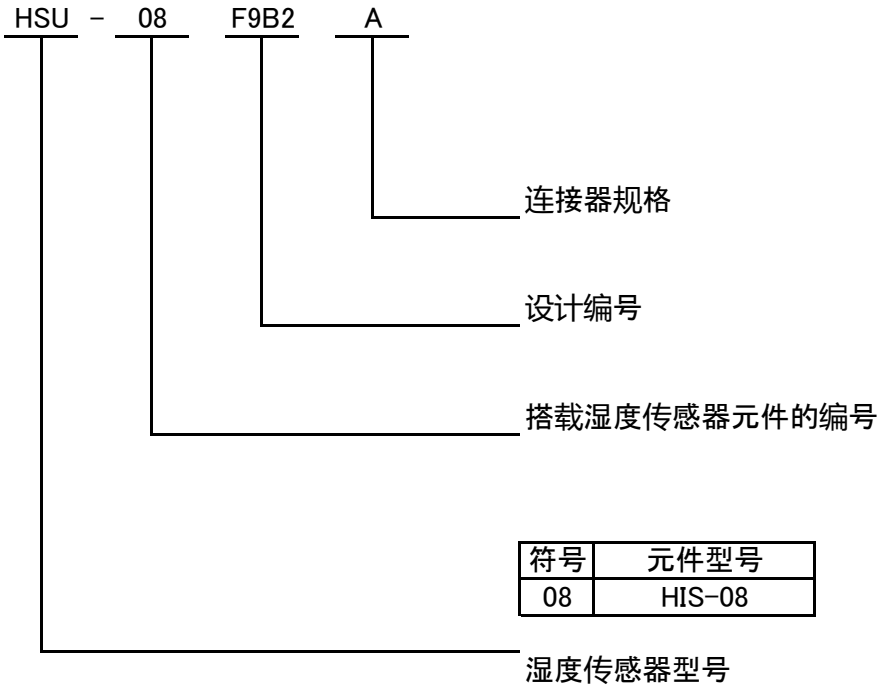 HSU - 08 F9B2 A
连接器规格
设计编号
搭载湿度传感器元件的编号
符号 元件型号
08 HIS-08
湿度传感器型号